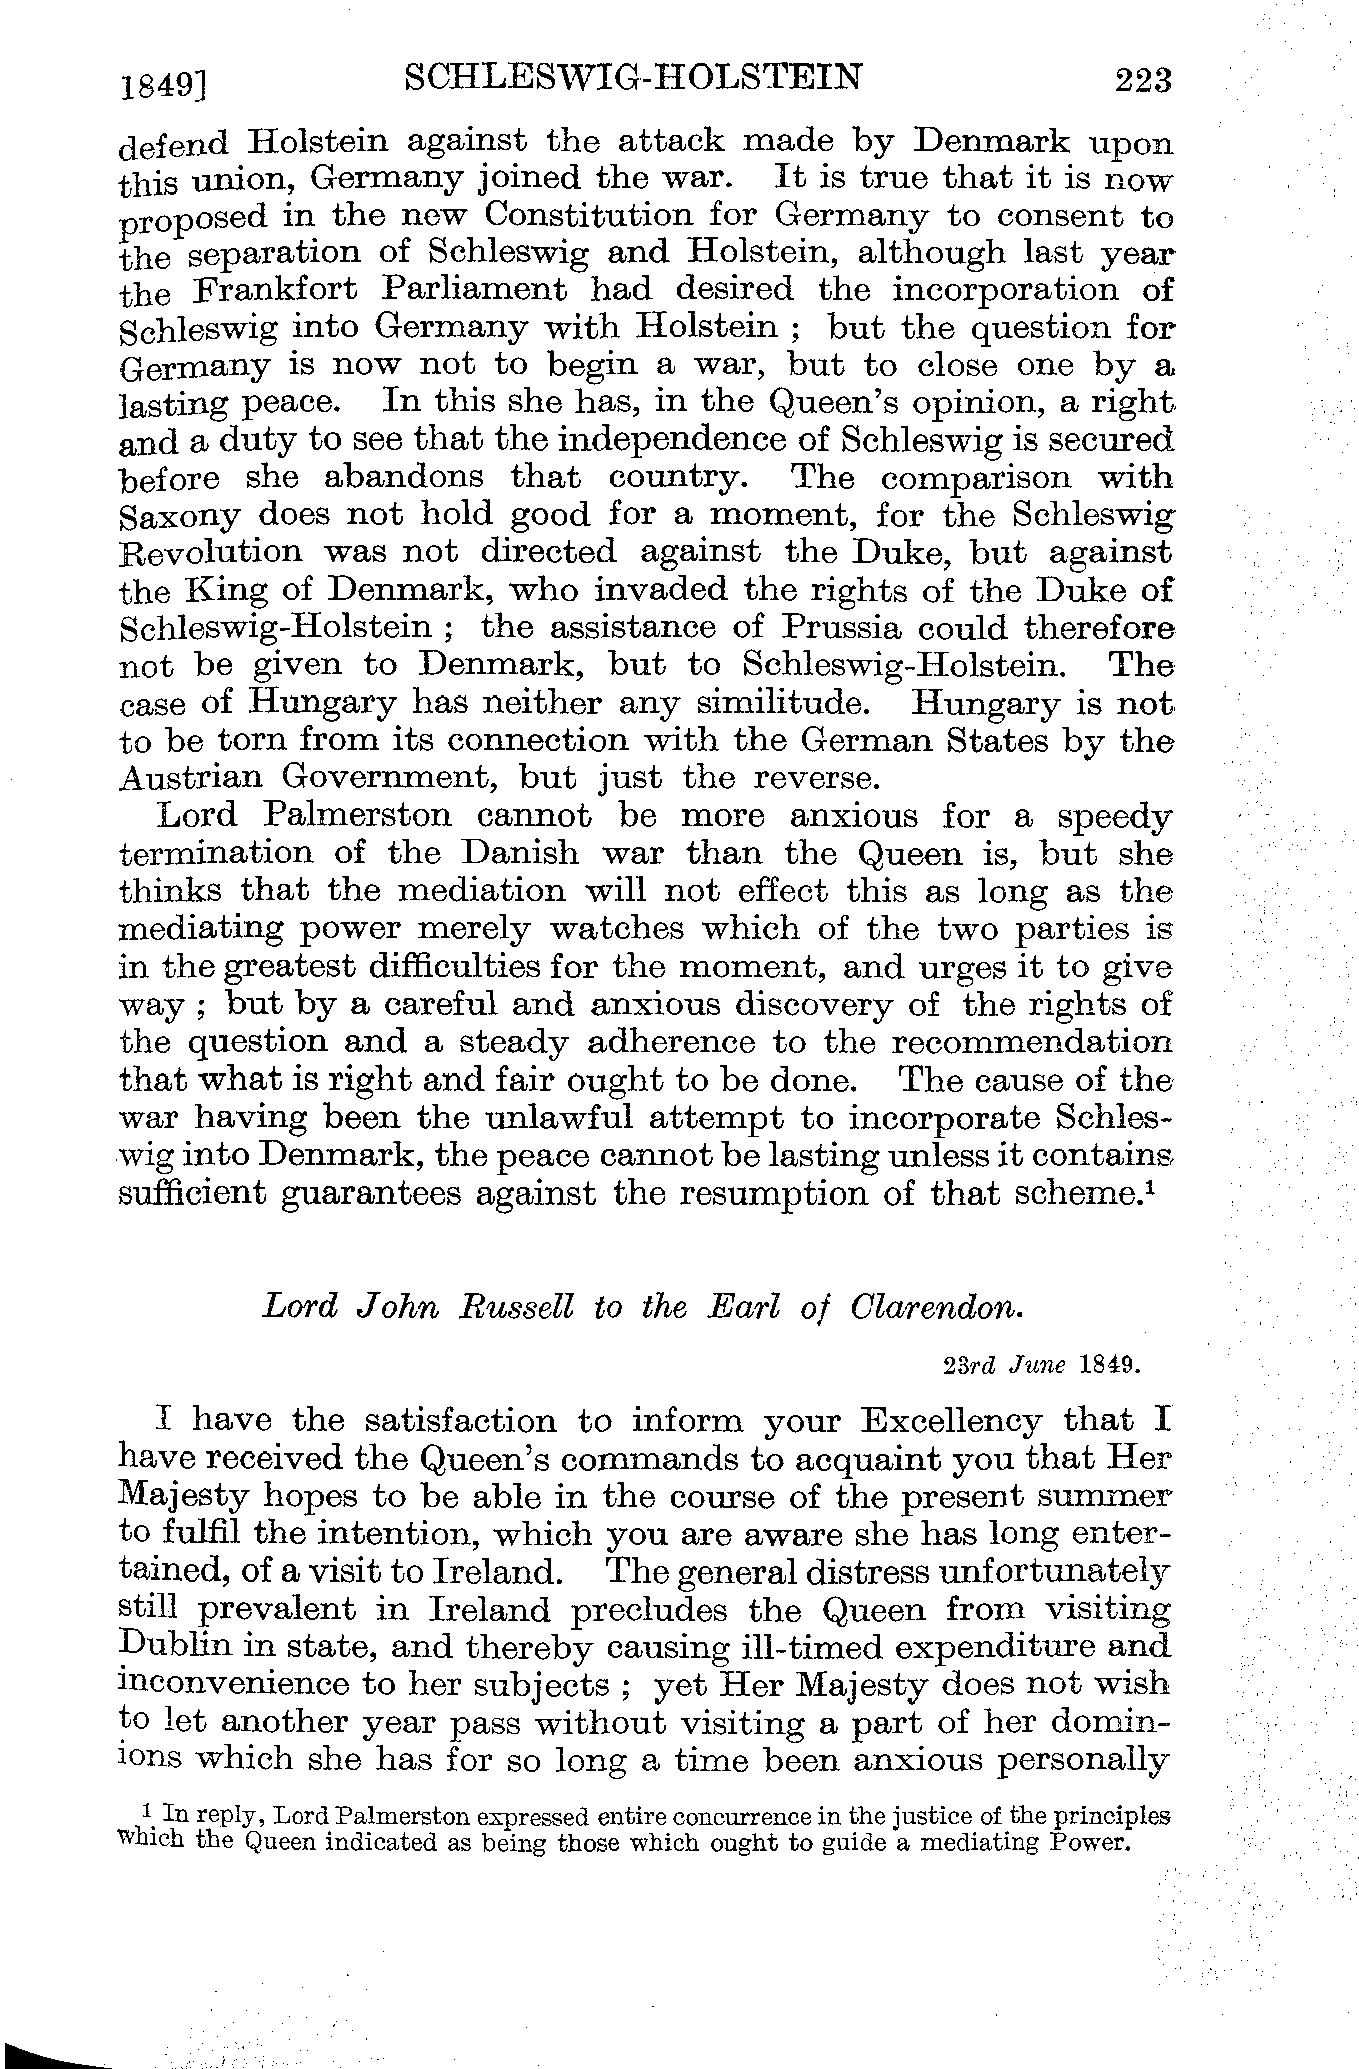 1849] SCHLESWIG-HOLSTEIN 223
defend Holstein against the attack made by Denmark upon
this union, Germany joined the war. It is true that it is now
proposed in the new Constitution for Germany to consent to
the separation of Schleswig and Holstein, although last year
the Frankfort Parliament had desired the incorporation of
Schleswig into Germany with Holstein ; but the question for
Germany is now not to begin a war, but to close one by a
lasting peace. In this she has, in the Queen's opinion, a right
and a duty to see that the independence of Schleswig is secured
before she abandons that country. The comparison with
Saxony does not hold good for a moment, for the Schleswig
Revolution was not directed against the Duke, but against
the King of Denmark, who invaded the rights of the Duke of
Schleswig-Holstein ; the assistance of Prussia could therefore
not be given to Denmark, but to Schleswig-Holstein. The
case of Hungary has neither any similitude. Hungary is not
to be torn from its connection with the German States by the
Austrian Government, but just the reverse.
Lord Palmerston cannot be more anxious for a speedy
termination of the Danish war than the Queen is, but she
thinks that the mediation will not effect this as long as the
mediating power merely watches which of the two parties is
in the greatest difficulties for the moment, and urges it to give
way ; but by a careful and anxious discovery of the rights of
the question and a steady adherence to the recommendation
that what is right and fair ought to be done. The cause of the
war having been the unlawful attempt to incorporate Schles-
wig into Denmark, the peace cannot be lasting unless it contains
sufficient guarantees against the resumption of that scheme.¹
Lord John Russell to the Earl of Clarendon.
23rd June 1849.
I have the satisfaction to inform your Excellency that I
have received the Queen's commands to acquaint you that Her
Majesty hopes to be able in the course of the present summer
to fulfil the intention, which you are aware she has long enter-
tained, of a visit to Ireland. The general distress unfortunately
still prevalent in Ireland precludes the Queen from visiting
Dublin in state, and thereby causing ill-timed expenditure and
inconvenience to her subjects ; yet Her Majesty does not wish
to let another year pass without visiting a part of her domin-
ions which she has for so long a time been anxious personally
¹ In reply, Lord Palmerston expressed entire concurrence in the justice of the principles
which the Queen indicated as being those which ought to guide a mediating Power.